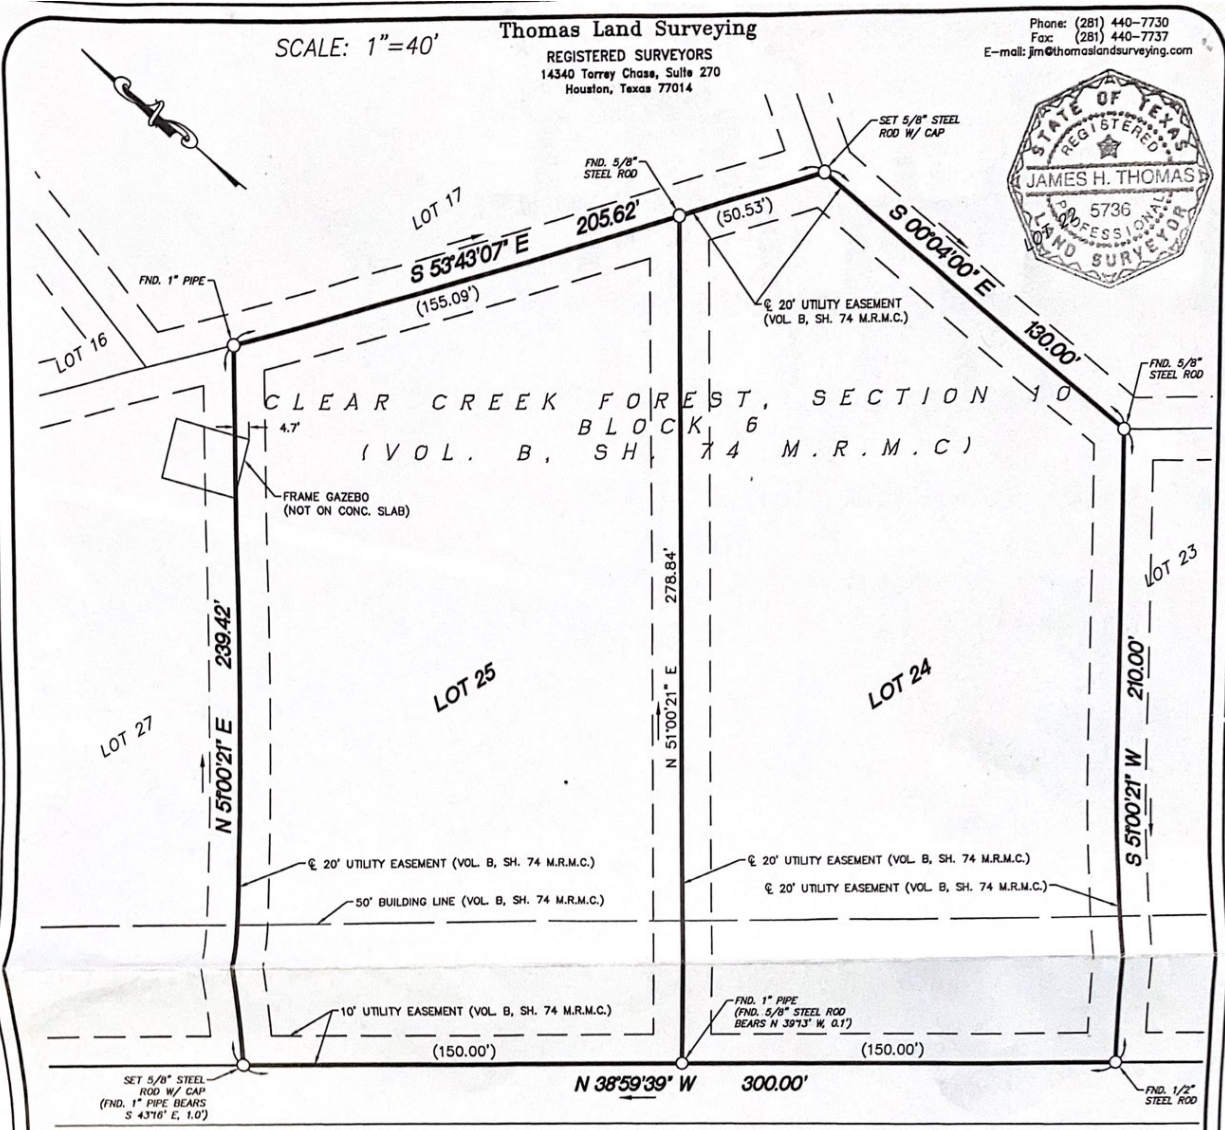 SCALE: 1"=40'
Thomas Land Surveying
REGISTERED SURVEYORS
14340 Torrey Chase, Suite 270
Houston, Texas 77014
Phone: (281) 440-7730
Fax: (281) 440-7737
E-mail: jim@thomaslandsurveying.com
STATE OF TEXAS
REGISTERED
JAMES H. THOMAS
5736
PROFESSIONAL
LAND SURVEYOR
LOT
SET 5/8" STEEL
ROD W/ CAP
FND. 5/8"
STEEL ROD
LOT 17
205.62'
S 53°43'07" E
(155.09')
(50.53')
S 00°04'00" E
130.00'
FND. 1" PIPE
℄ 20' UTILITY EASEMENT
(VOL. B, SH. 74 M.R.M.C.)
LOT 16
FND. 5/8"
STEEL ROD
CLEAR CREEK FOREST, SECTION 10
BLOCK 6
(VOL. B, SH. 74 M.R.M.C)
4.7'
FRAME GAZEBO
(NOT ON CONC. SLAB)
LOT 23
N 51°00'21" E 239.42'
N 51°00'21" E 278.84'
S 51°00'21" W 210.00'
LOT 25
LOT 24
LOT 27
℄ 20' UTILITY EASEMENT (VOL. B, SH. 74 M.R.M.C.)
℄ 20' UTILITY EASEMENT (VOL. B, SH. 74 M.R.M.C.)
℄ 20' UTILITY EASEMENT (VOL. B, SH. 74 M.R.M.C.)
50' BUILDING LINE (VOL. B, SH. 74 M.R.M.C.)
10' UTILITY EASEMENT (VOL. B, SH. 74 M.R.M.C.)
FND. 1" PIPE
(FND. 5/8" STEEL ROD
BEARS N 39°13' W, 0.1')
(150.00')
(150.00')
N 38°59'39" W 300.00'
SET 5/8" STEEL
ROD W/ CAP
(FND. 1" PIPE BEARS
S 43°16' E, 1.0')
FND. 1/2"
STEEL ROD